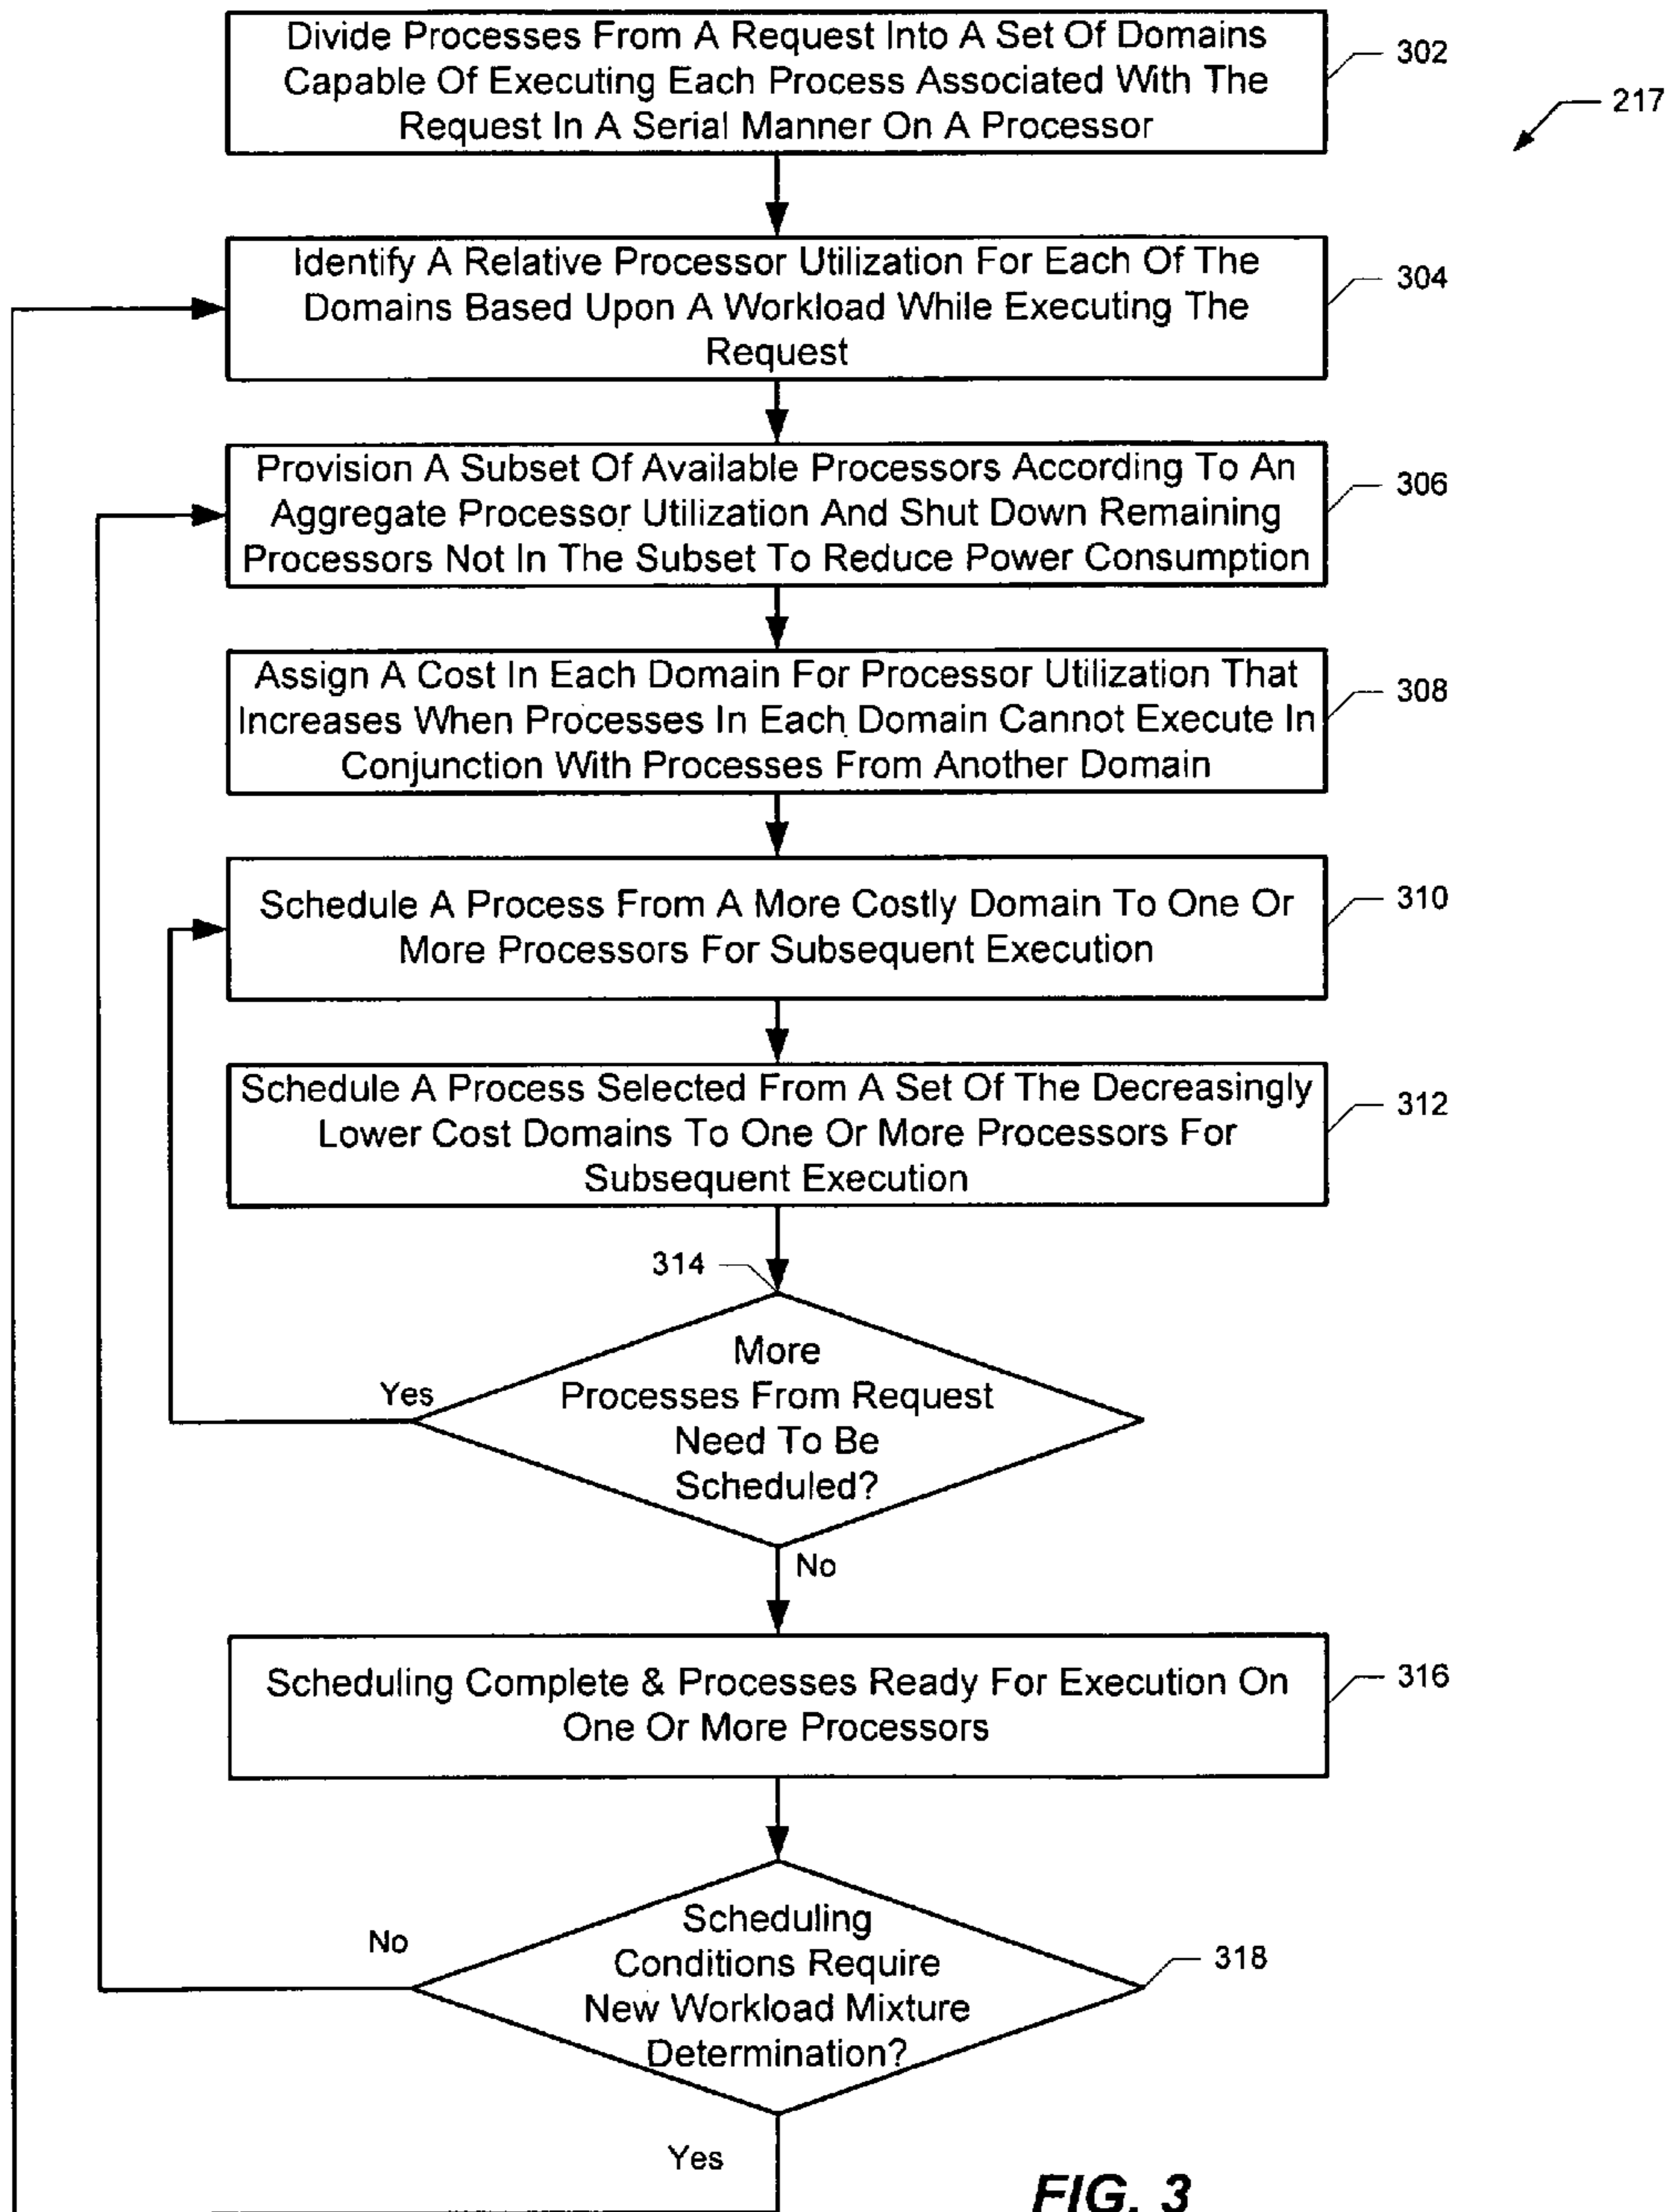 Divide Processes From A Request Into A Set Of Domains
Capable Of Executing Each Process Associated With The
Request In A Serial Manner On A Processor
302
217
Identify A Relative Processor Utilization For Each Of The
Domains Based Upon A Workload While Executing The
Request
304
Provision A Subset Of Available Processors According To An
Aggregate Processor Utilization And Shut Down Remaining
Processors Not In The Subset To Reduce Power Consumption
306
Assign A Cost In Each Domain For Processor Utilization That
Increases When Processes In Each Domain Cannot Execute In
Conjunction With Processes From Another Domain
308
Schedule A Process From A More Costly Domain To One Or
More Processors For Subsequent Execution
310
Schedule A Process Selected From A Set Of The Decreasingly
Lower Cost Domains To One Or More Processors For
Subsequent Execution
312
314
More
Processes From Request
Need To Be
Scheduled?
Yes
No
Scheduling Complete & Processes Ready For Execution On
One Or More Processors
316
Scheduling
Conditions Require
New Workload Mixture
Determination?
318
No
Yes
FIG. 3